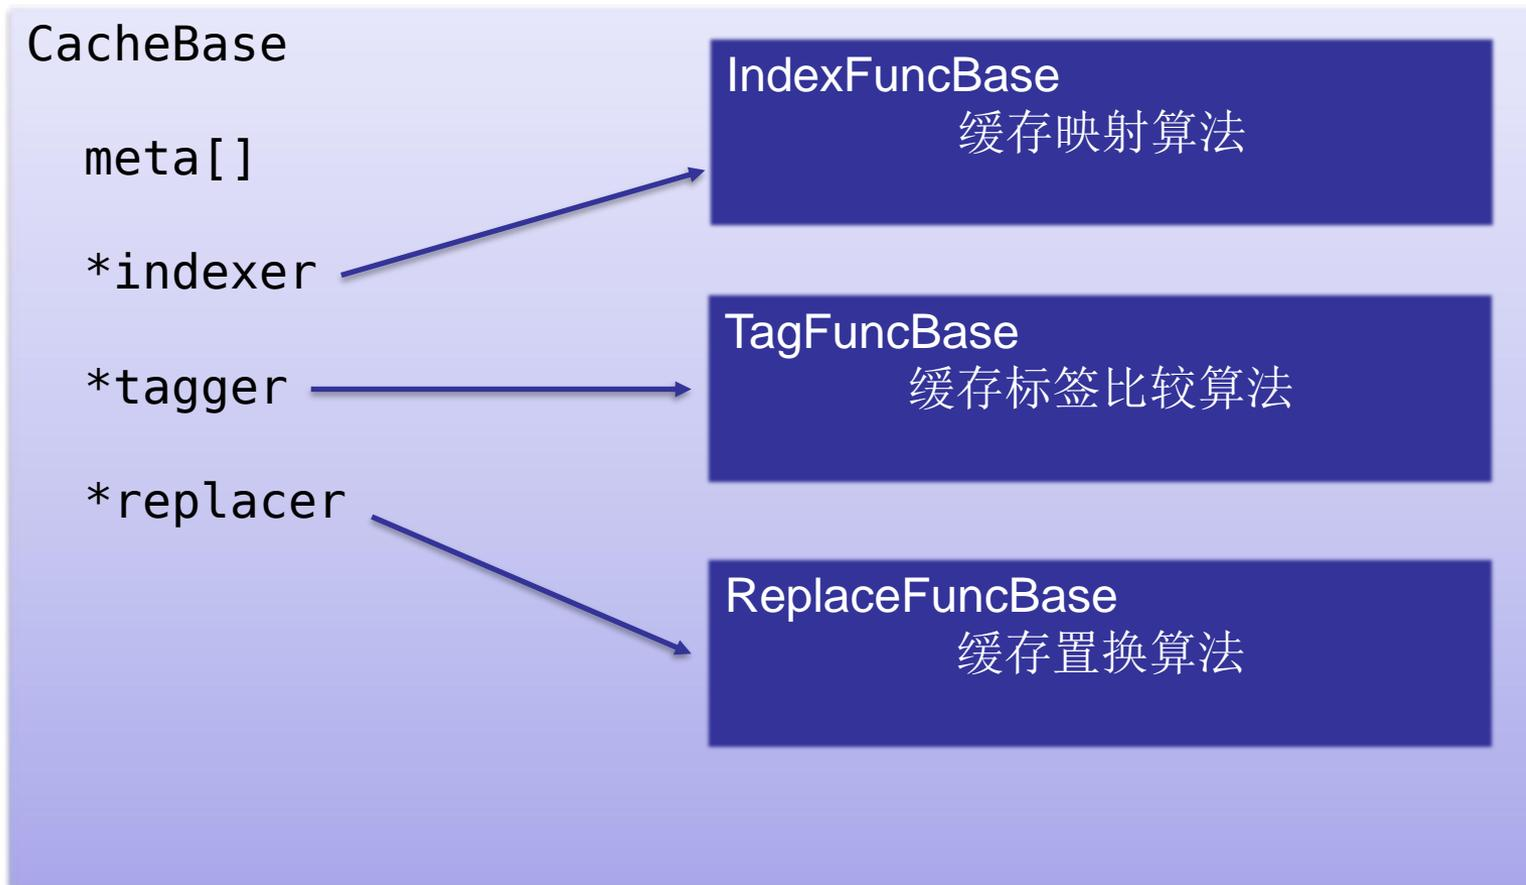 CacheBase
meta[]
*indexer
*tagger
*replacer
IndexFuncBase
缓存映射算法
TagFuncBase
缓存标签比较算法
ReplaceFuncBase
缓存置换算法